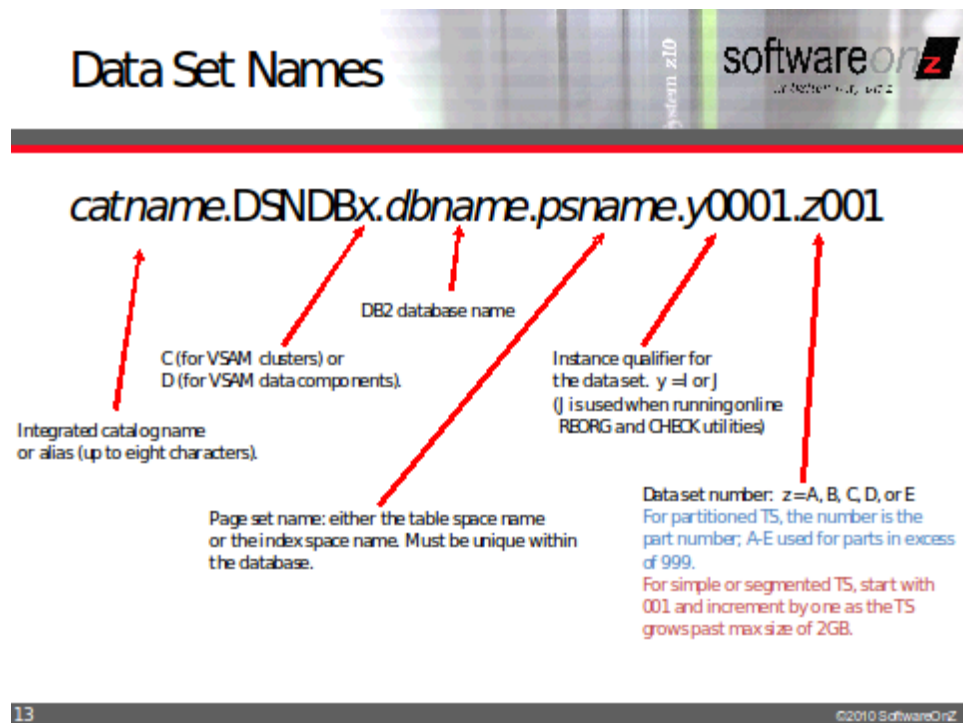 Data Set Names
System z10
software on z
catname.DSNDBx.dbname.psname.y0001.z001
DB2 database name
C (for VSAM clusters) or
D (for VSAM data components).
Instance qualifier for
the data set. y = I or J
(J is used when running online
REORG and CHECK utilities)
Integrated catalog name
or alias (up to eight characters).
Page set name: either the table space name
or the index space name. Must be unique within
the database.
Data set number: z = A, B, C, D, or E
For partitioned TS, the number is the
part number; A-E used for parts in excess
of 999.
For simple or segmented TS, start with
001 and increment by one as the TS
grows past max size of 2GB.
13
©2010 SoftwareOnZ